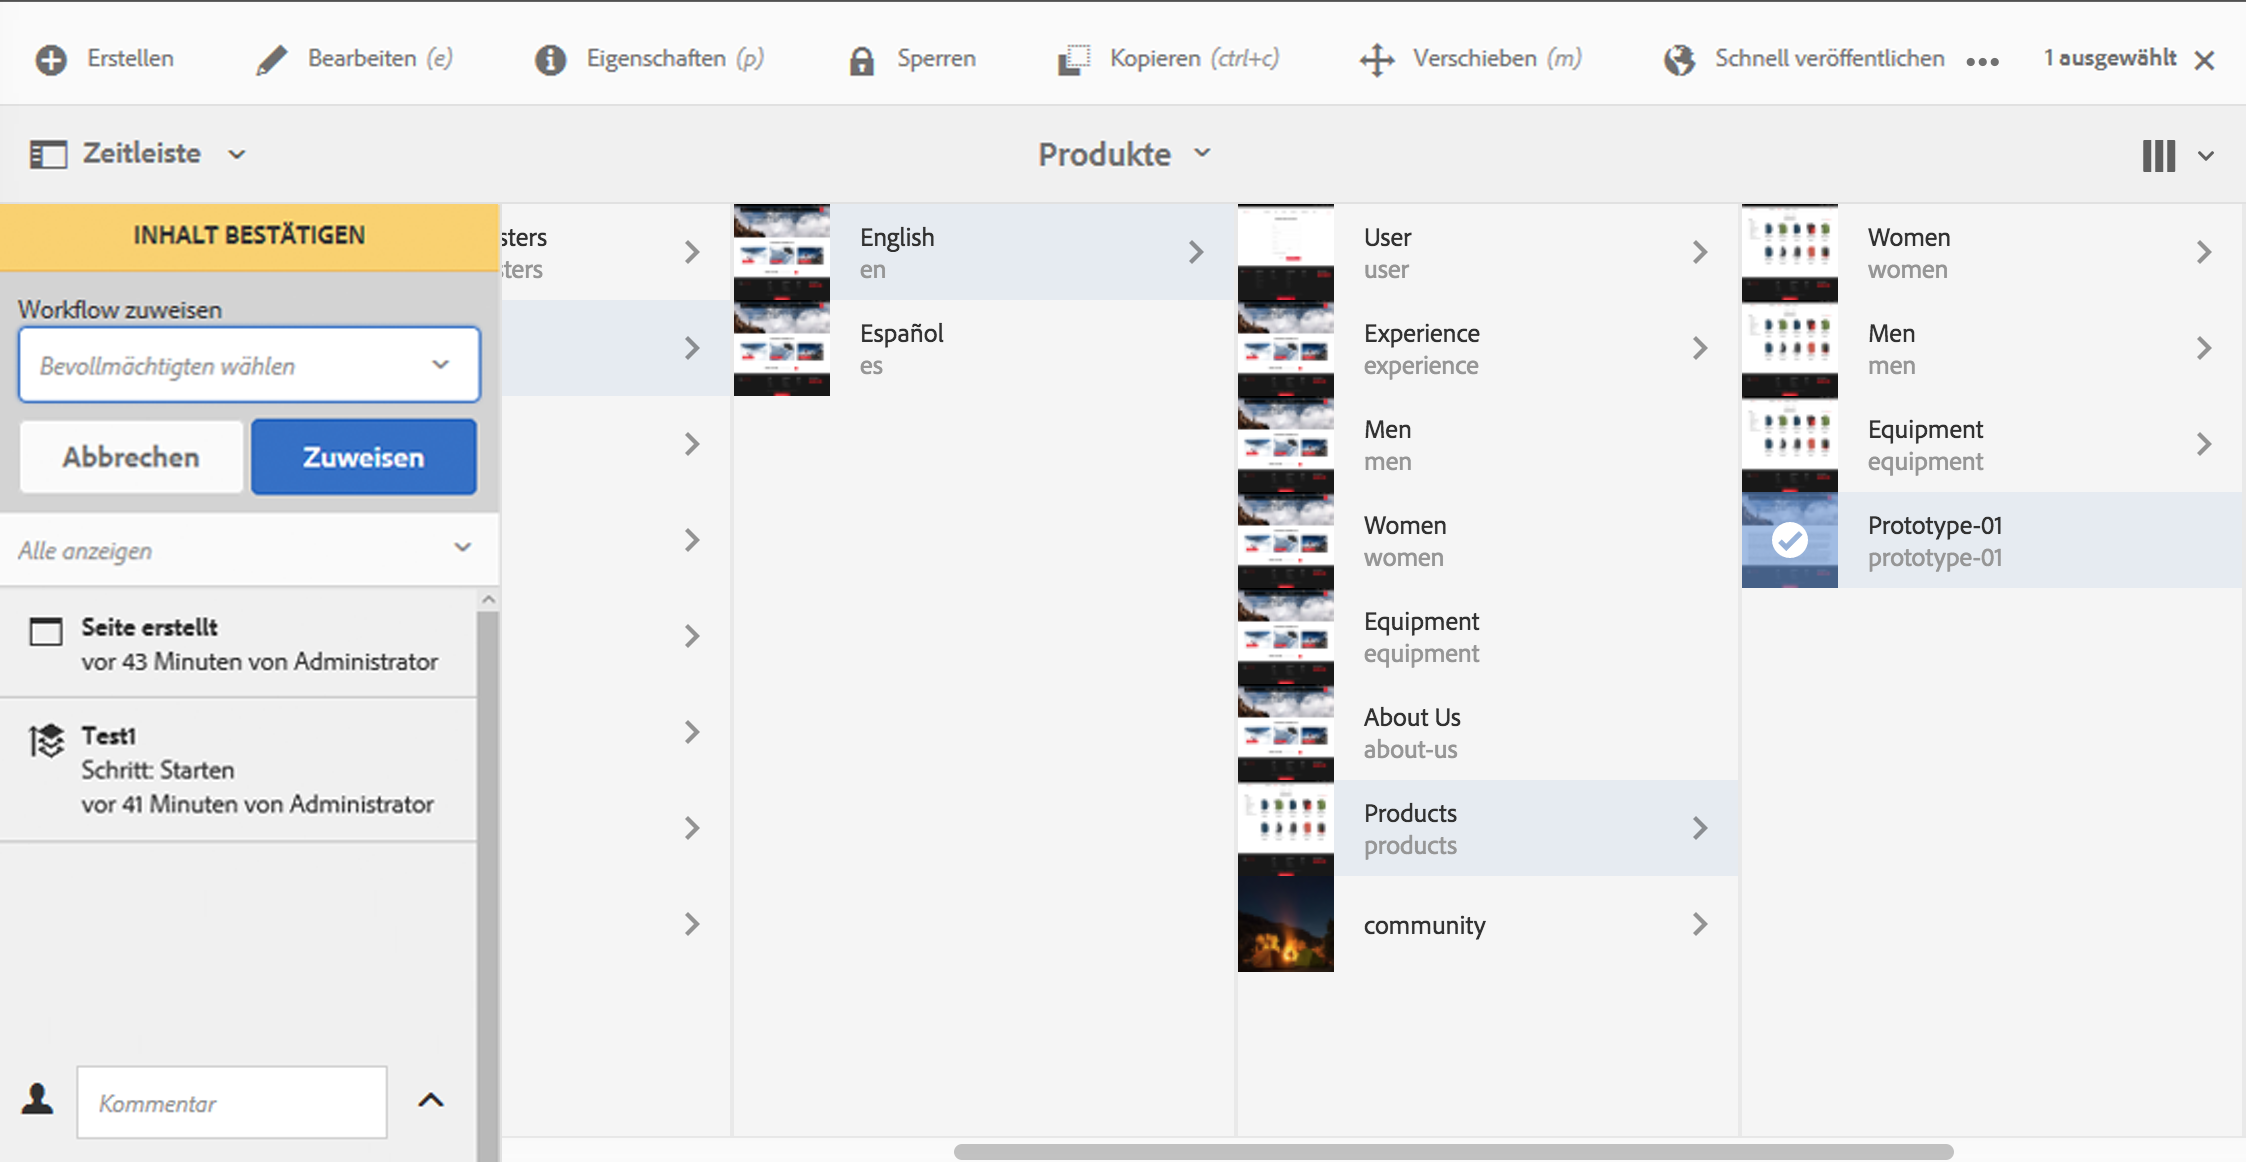 Erstellen
Bearbeiten (e)
Eigenschaften (p)
Sperren
Kopieren (ctrl+c)
Verschieben (m)
Schnell veröffentlichen
1 ausgewählt
Zeitleiste
Produkte
INHALT BESTÄTIGEN
Workflow zuweisen
Bevollmächtigten wählen
Abbrechen
Zuweisen
Alle anzeigen
Seite erstellt
vor 43 Minuten von Administrator
Test1
Schritt: Starten
vor 41 Minuten von Administrator
Kommentar
sters
sters
English
en
Español
es
User
user
Experience
experience
Men
men
Women
women
Equipment
equipment
About Us
about-us
Products
products
community
Women
women
Men
men
Equipment
equipment
Prototype-01
prototype-01